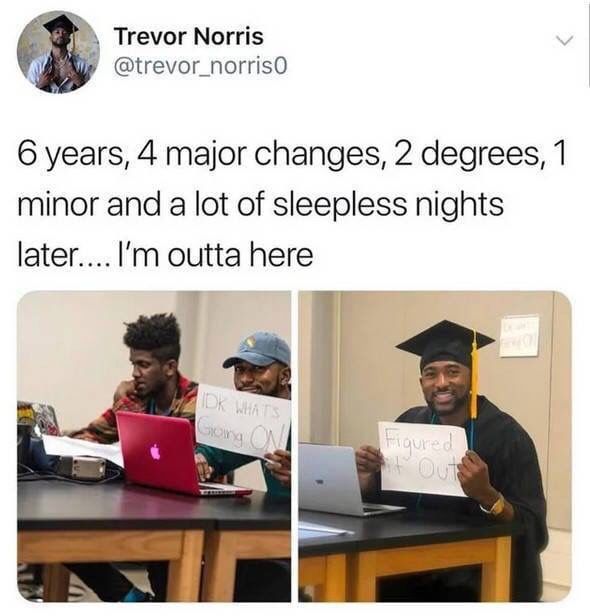 Trevor Norris
@trevor_norris0
6 years, 4 major changes, 2 degrees, 1
minor and a lot of sleepless nights
later.... I'm outta here
IDK WHATS
Going ON
Figured
it Out